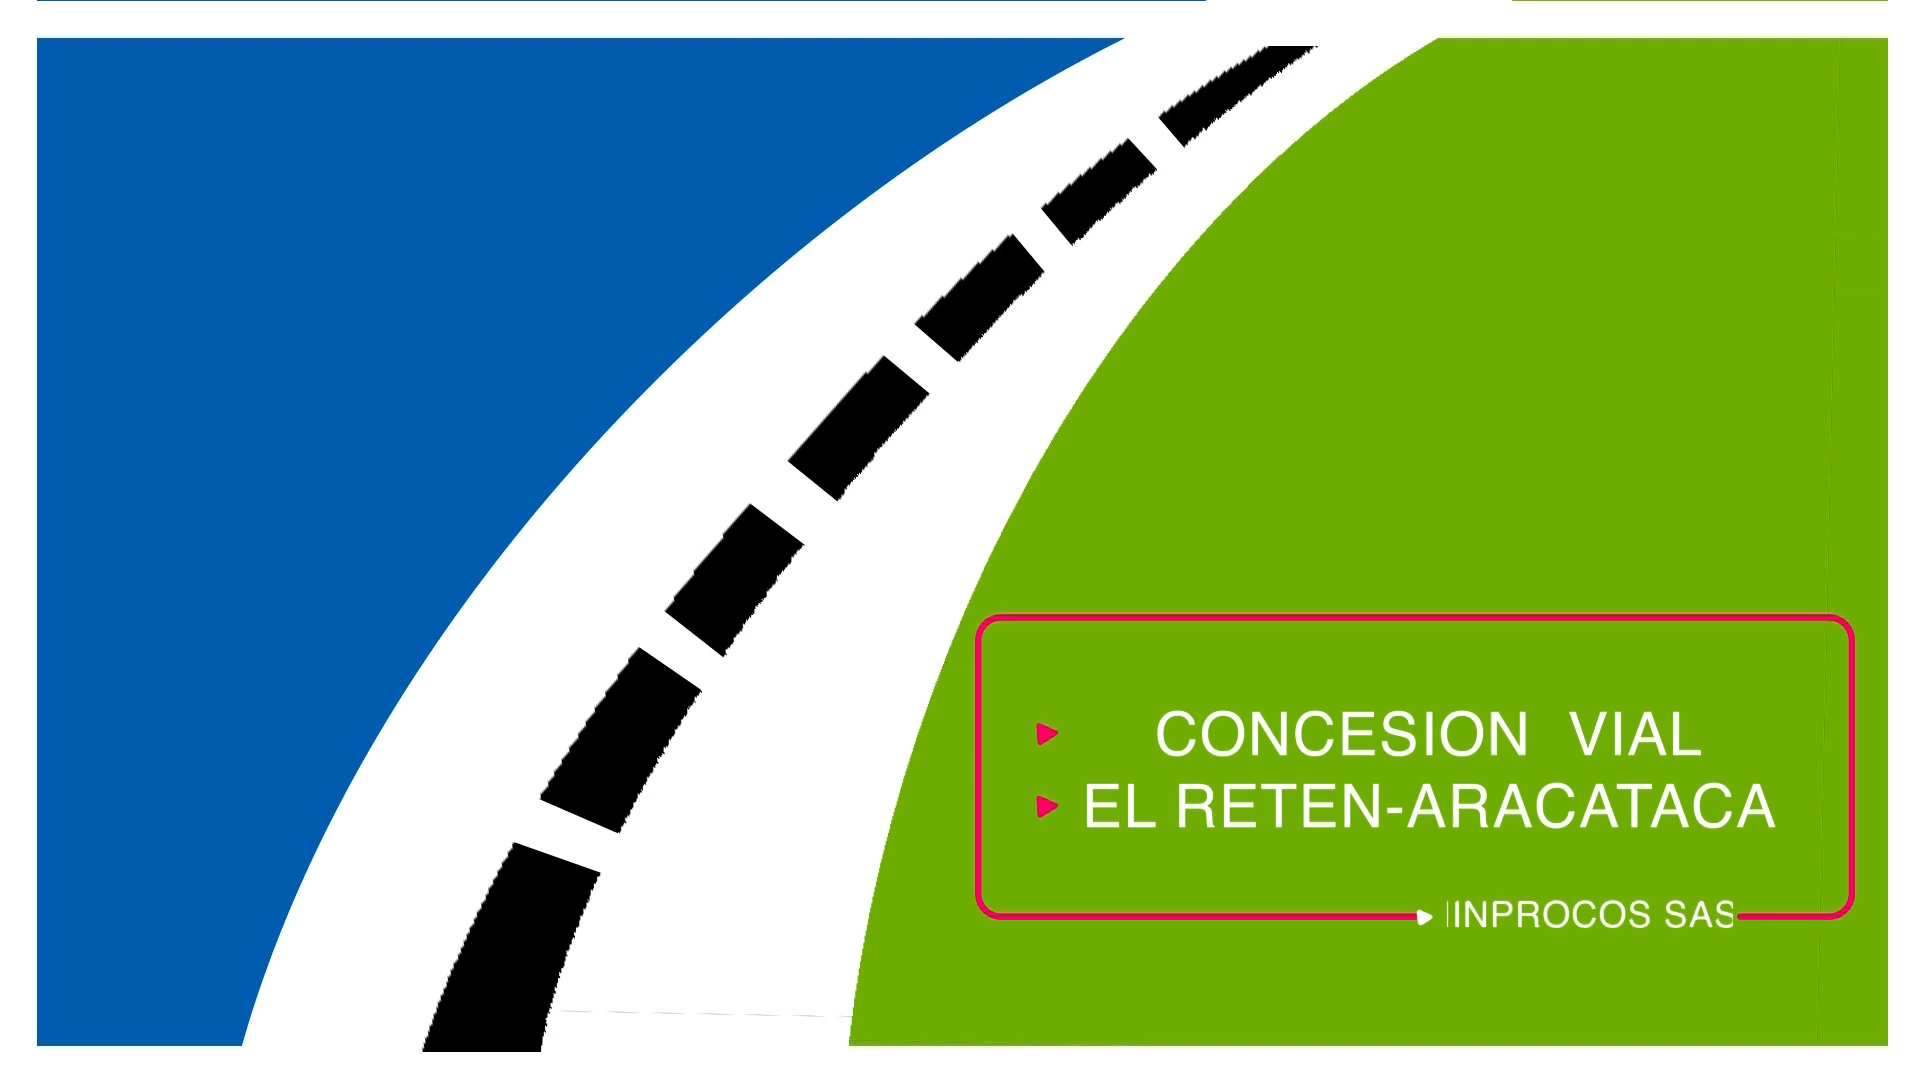 CONCESION VIAL
EL RETEN-ARACATACA
INPROCOS SAS